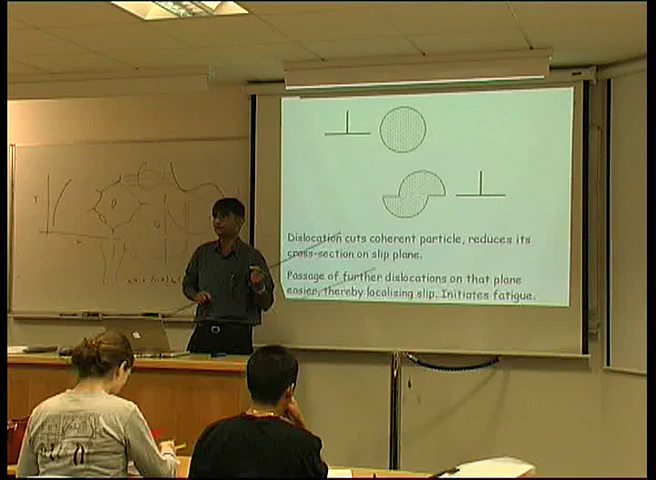 Dislocation cuts coherent particle, reduces its
cross-section on slip plane.
Passage of further dislocations on that plane
easier, thereby localising slip. Initiates fatigue.